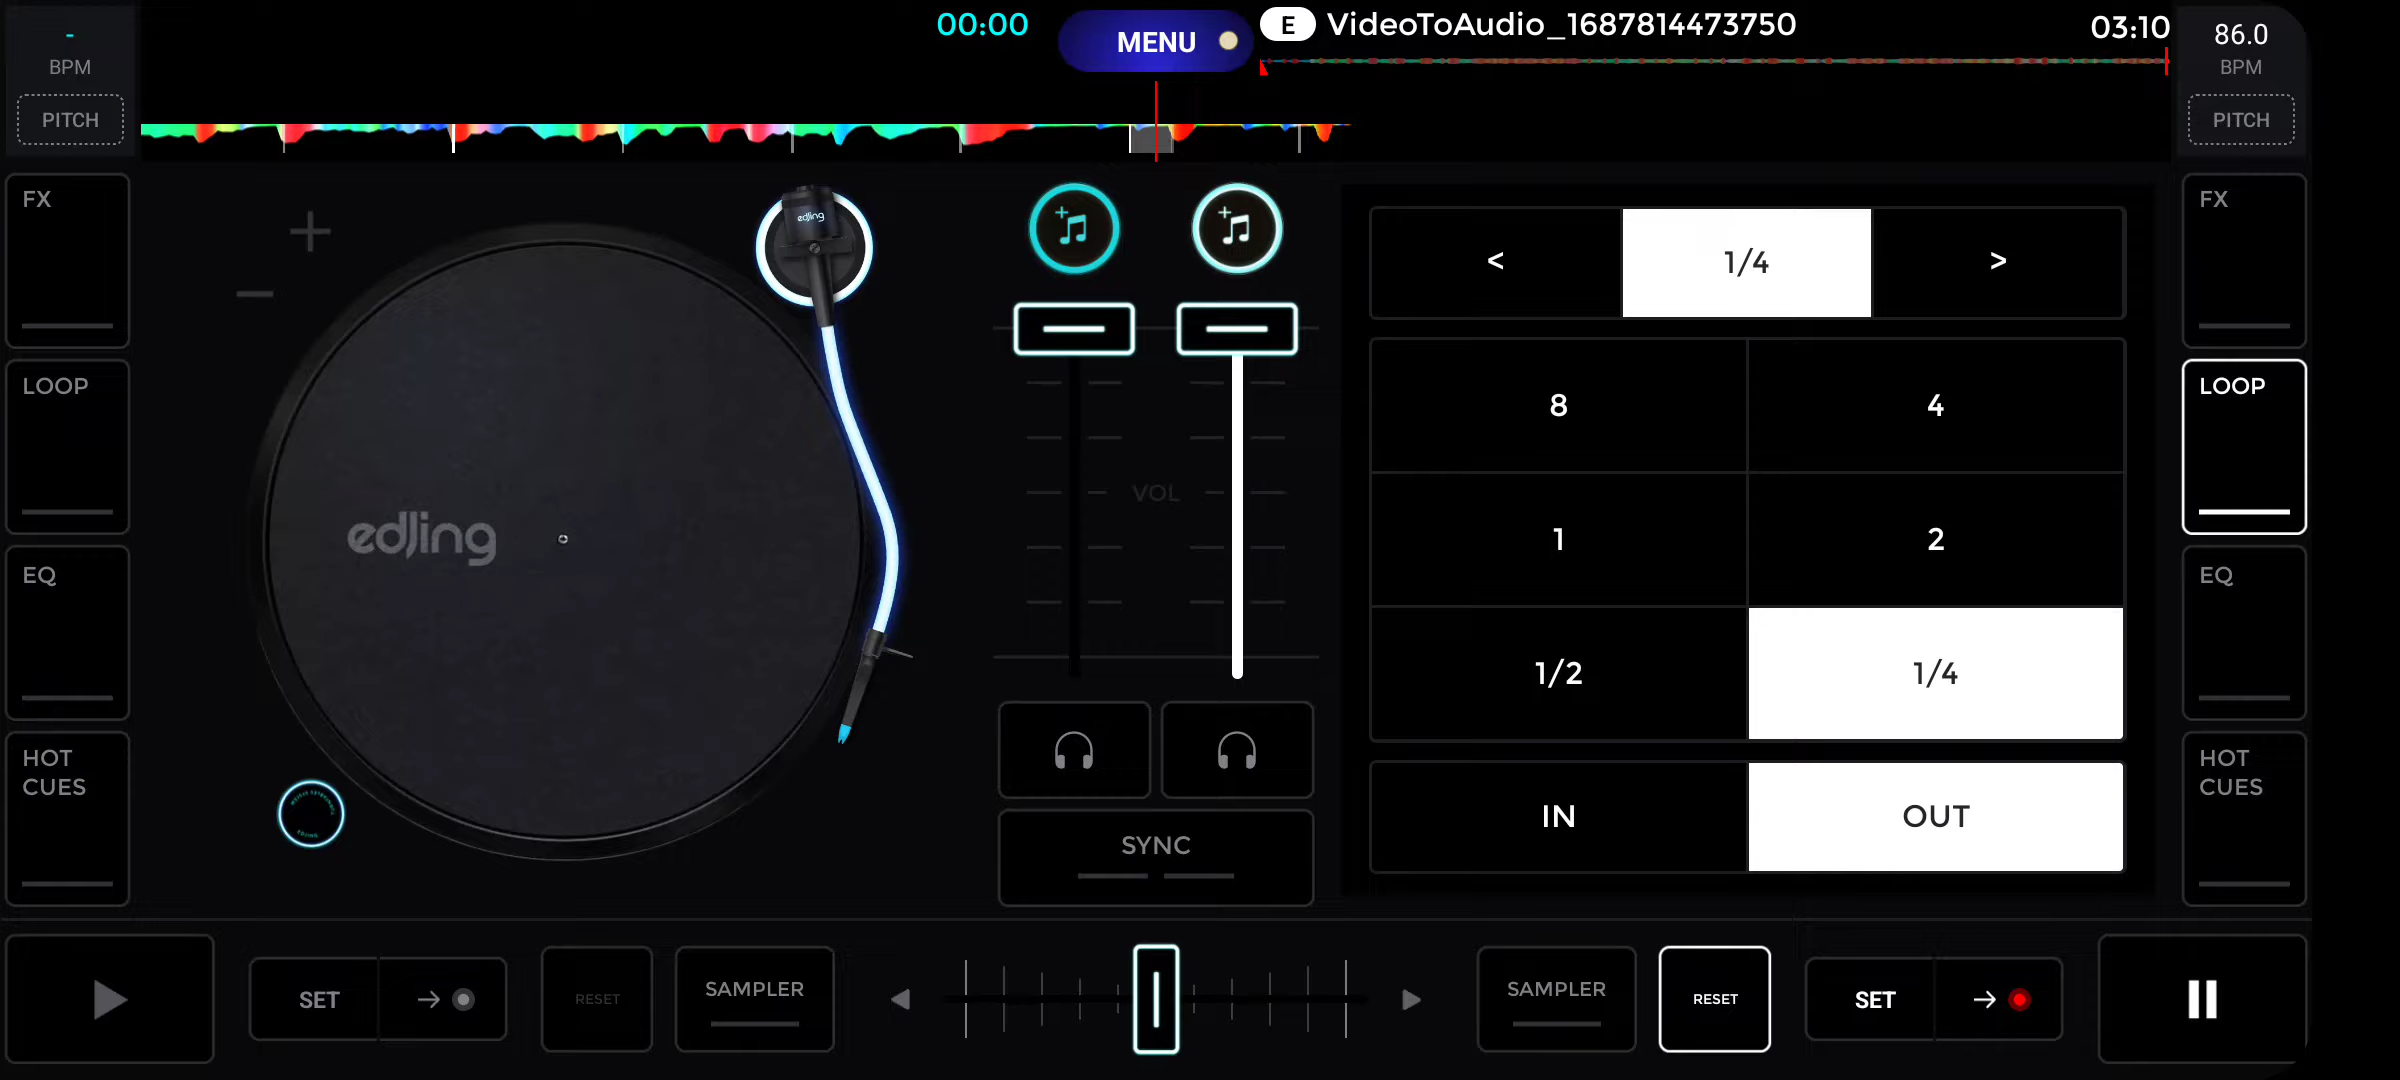 00:00
MENU
E VideoToAudio_1687814473750
03:10
-
BPM
PITCH
86.0
BPM
PITCH
FX
LOOP
EQ
HOT
CUES
edjing
edjing
VOL
SYNC
< 1/4 >
8 4
1 2
1/2 1/4
IN OUT
FX
LOOP
EQ
HOT
CUES
SET
RESET
SAMPLER
SAMPLER
RESET
SET